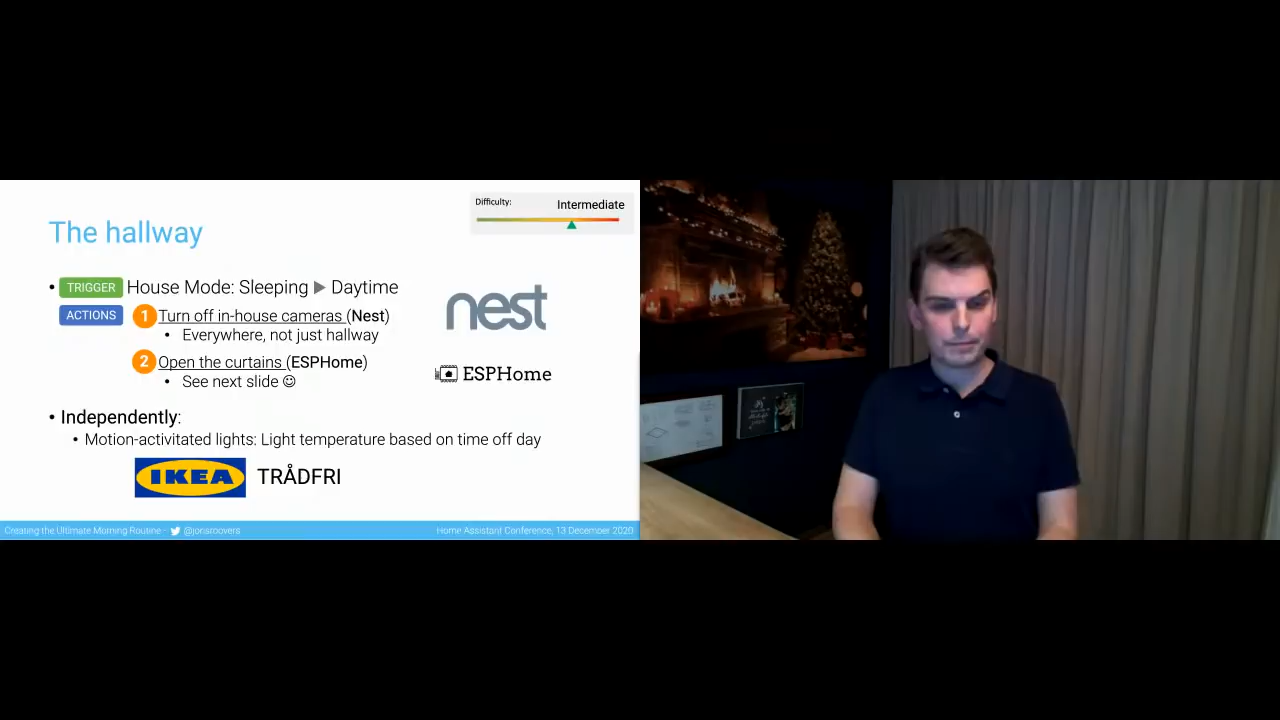 Difficulty:
Intermediate
The hallway
• TRIGGER House Mode: Sleeping ▶ Daytime
ACTIONS 1 Turn off in-house cameras (Nest)
• Everywhere, not just hallway
2 Open the curtains (ESPHome)
• See next slide ☺
nest
ESPHome
• Independently:
• Motion-activitated lights: Light temperature based on time off day
IKEA TRÅDFRI
Creating the Ultimate Morning Routine - @jonsroovers
Home Assistant Conference, 13 December 2020